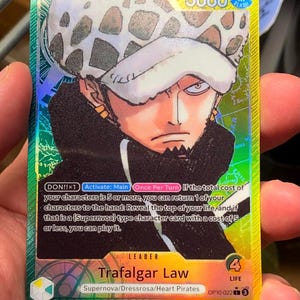 5000
DON!!×1 Activate: Main Once Per Turn If the total cost of
your characters is 5 or more, you can return 1 of your
characters to the hand: Reveal the top of your life, and if
that is a [Supernova] type character card with a cost of 5
or less, you can play it.
LEADER
Trafalgar Law
Supernova/Dressrosa/Heart Pirates
4
LIFE
OP10-022 L